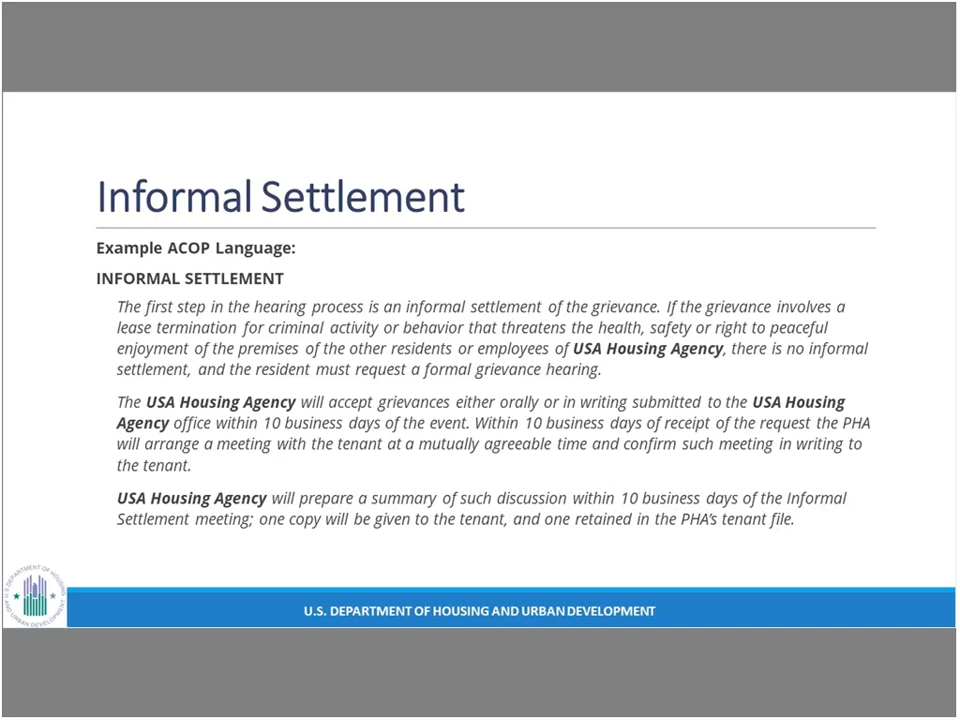 Informal Settlement
Example ACOP Language:
INFORMAL SETTLEMENT
The first step in the hearing process is an informal settlement of the grievance. If the grievance involves a
lease termination for criminal activity or behavior that threatens the health, safety or right to peaceful
enjoyment of the premises of the other residents or employees of USA Housing Agency, there is no informal
settlement, and the resident must request a formal grievance hearing.
The USA Housing Agency will accept grievances either orally or in writing submitted to the USA Housing
Agency office within 10 business days of the event. Within 10 business days of receipt of the request the PHA
will arrange a meeting with the tenant at a mutually agreeable time and confirm such meeting in writing to
the tenant.
USA Housing Agency will prepare a summary of such discussion within 10 business days of the Informal
Settlement meeting; one copy will be given to the tenant, and one retained in the PHA's tenant file.
U.S. DEPARTMENT OF HOUSING AND URBAN DEVELOPMENT
U.S. DEPARTMENT OF HOUSING AND URBAN DEVELOPMENT